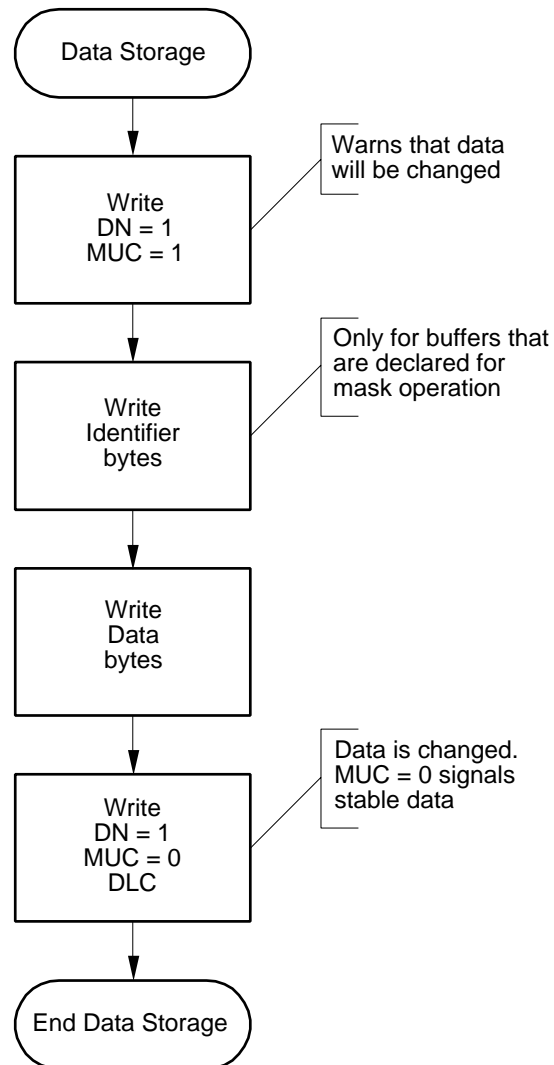 Data Storage
Warns that data
will be changed
Write
DN = 1
MUC = 1
Only for buffers that
are declared for
mask operation
Write
Identifier
bytes
Write
Data
bytes
Data is changed.
MUC = 0 signals
stable data
Write
DN = 1
MUC = 0
DLC
End Data Storage